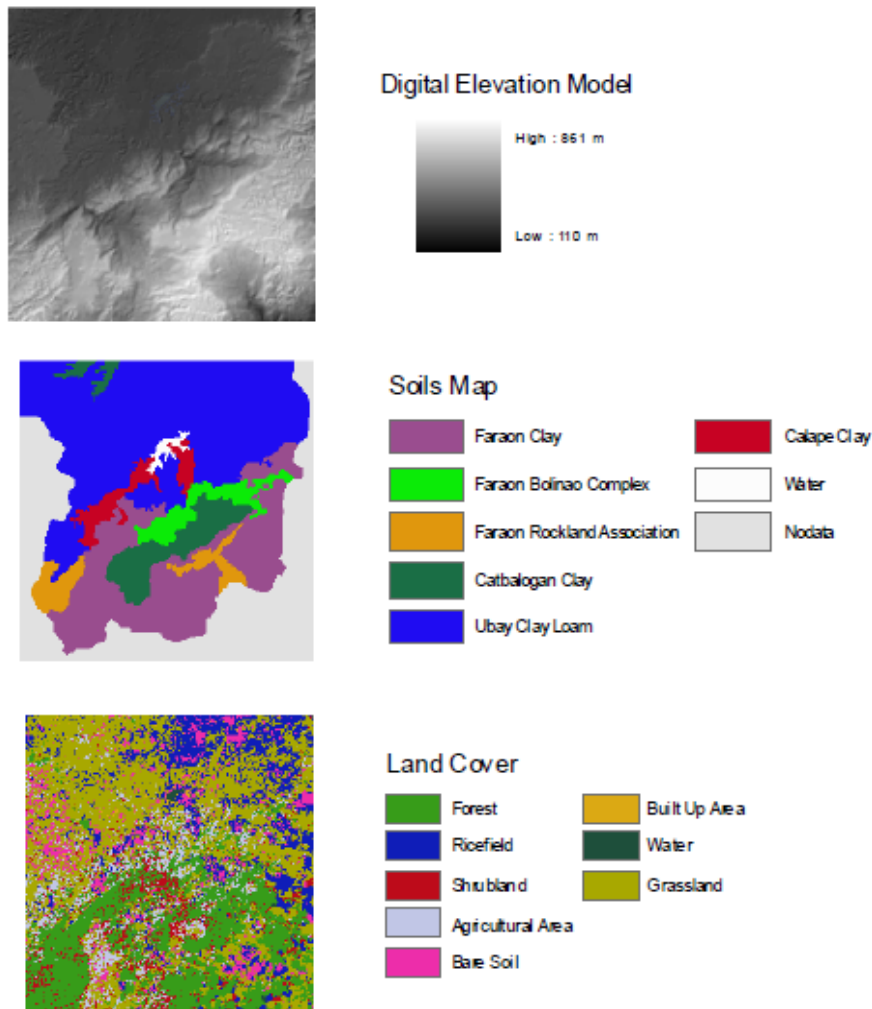 Digital Elevation Model
High : 861 m
Low : 110 m
Soils Map
Faraon Clay
Calape Clay
Faraon Bolinao Complex
Water
Faraon Rockland Association
Nodata
Catbalogan Clay
Ubay Clay Loam
Land Cover
Forest
Built Up Area
Ricefield
Water
Shrubland
Grassland
Agricultural Area
Bare Soil